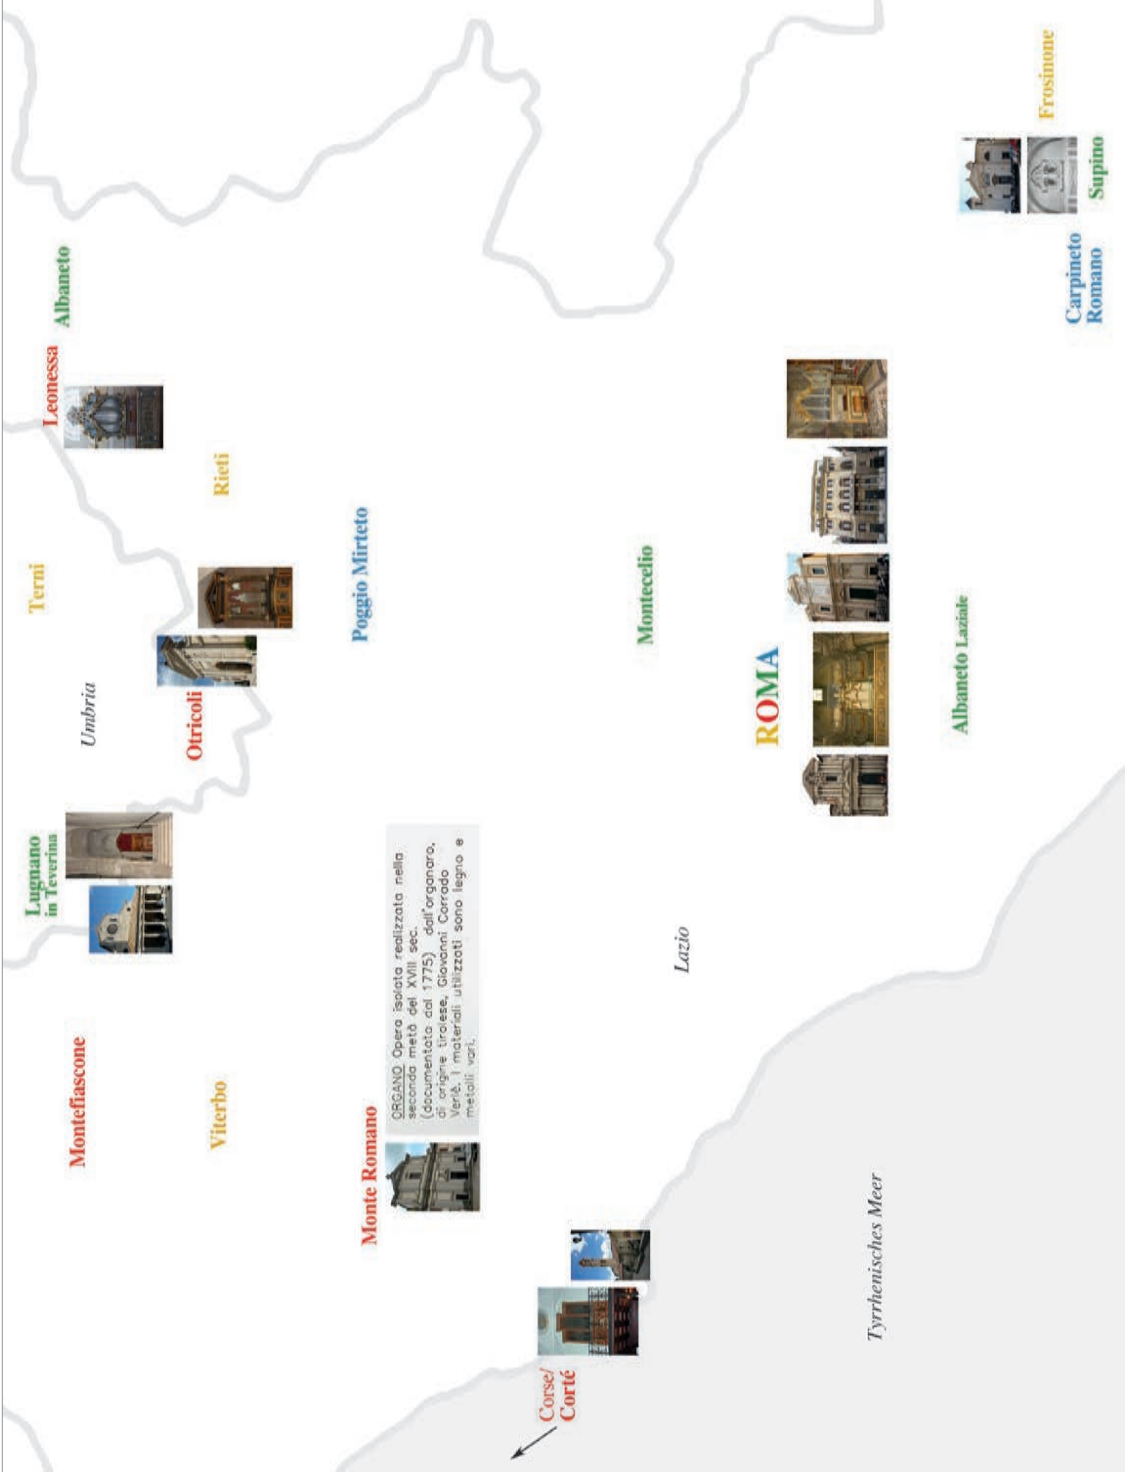 Montefiascone
Lugnano
in Teverina
Umbria
Terni
Leonessa
Albaneto
Viterbo
Otricoli
Rieti
Monte Romano
ORGANO Opera isolata realizzata nella
seconda metà del XVIII sec.
(documentata dal 1775) dall'organaro,
di origine tirolese, Giovanni Corrado
Verlè. I materiali utilizzati sono legno e
metalli vari.
Poggio Mirteto
Corse/
Corté
Lazio
Montecelio
ROMA
Tyrrhenisches Meer
Albaneto Laziale
Frosinone
Carpineto
Romano
Supino